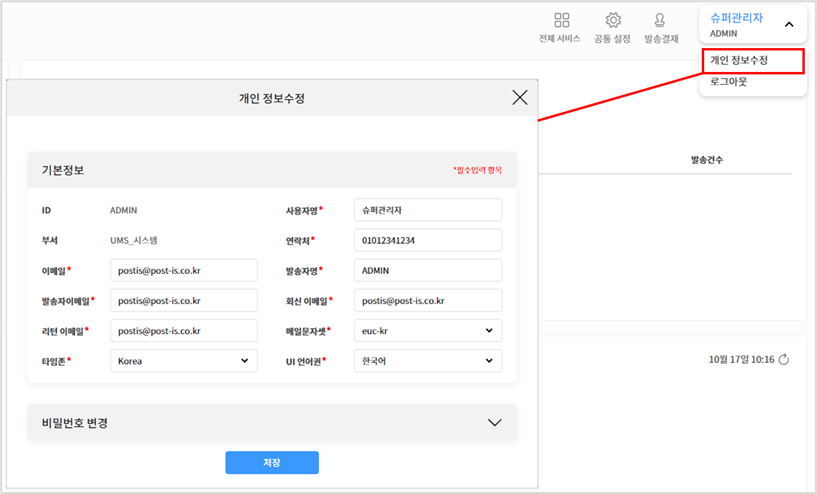 전체 서비스
공통 설정
발송결재
슈퍼관리자
ADMIN
개인 정보수정
로그아웃
발송건수
10월 17일 10:16
개인 정보수정
기본정보
*필수입력 항목
ID ADMIN 사용자명* 슈퍼관리자
부서 UMS_시스템 연락처* 01012341234
이메일* postis@post-is.co.kr 발송자명* ADMIN
발송자이메일* postis@post-is.co.kr 회신 이메일* postis@post-is.co.kr
리턴 이메일* postis@post-is.co.kr 메일문자셋* euc-kr
타임존* Korea UI 언어권* 한국어
비밀번호 변경
저장